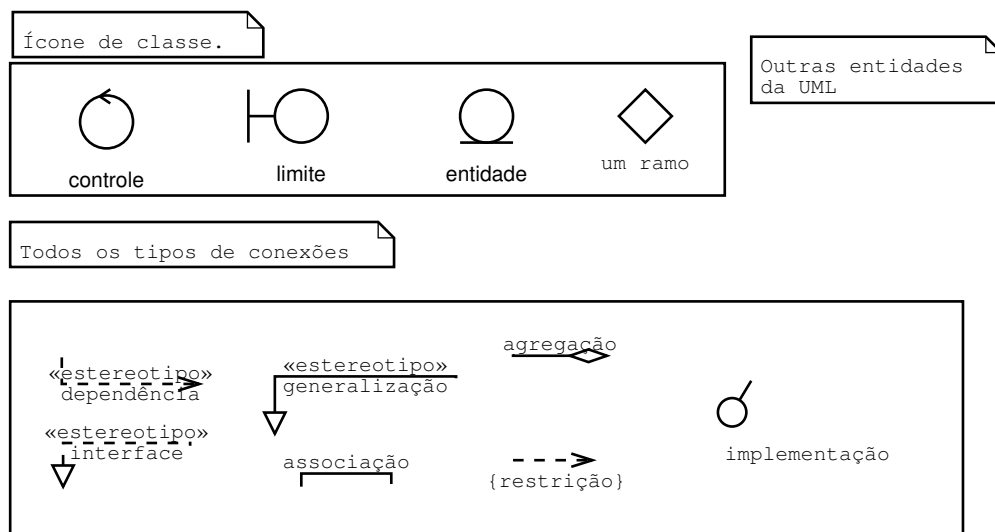 Ícone de classe.
Outras entidades
da UML
controle
limite
entidade
um ramo
Todos os tipos de conexões
«estereotipo»
dependência
«estereotipo»
generalização
agregação
«estereotipo»
interface
associação
{restrição}
implementação